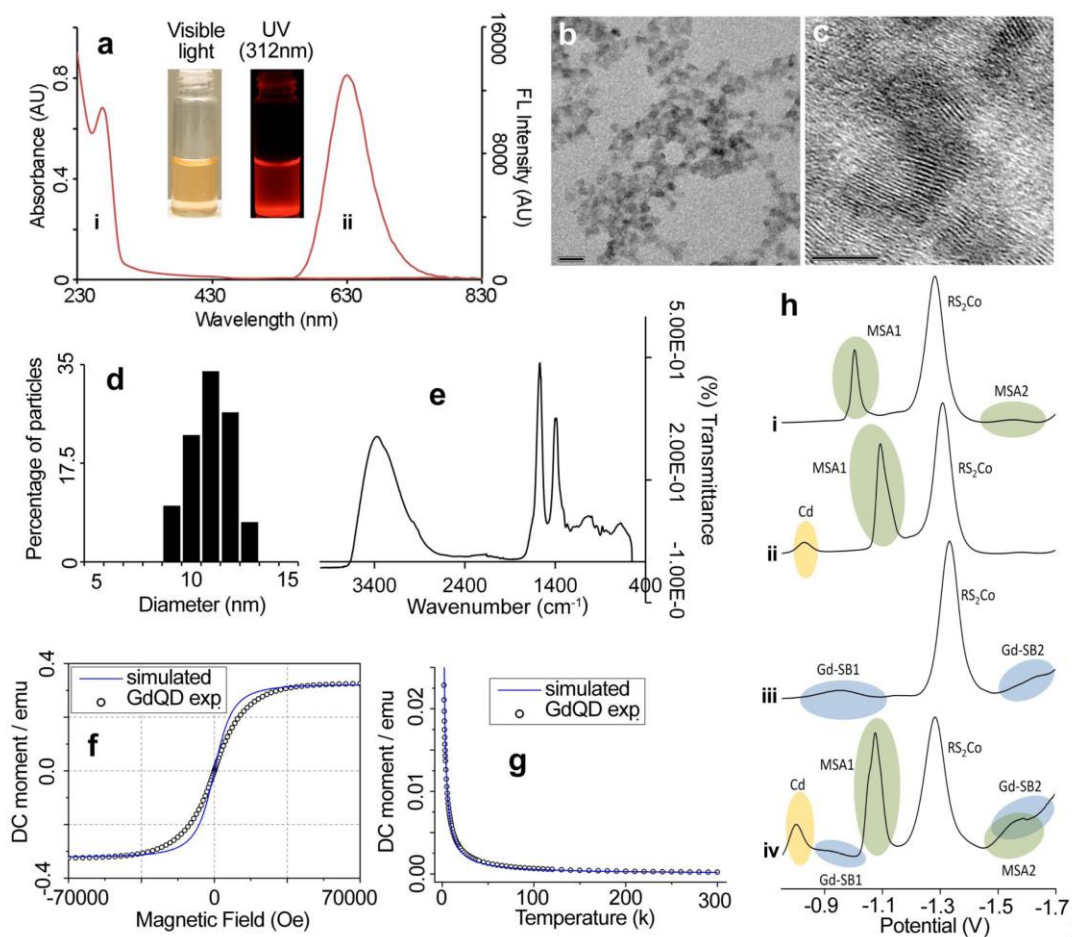 a
Visible light
UV (312nm)
0.8
0.4
0
Absorbance (AU)
i
ii
16000
8000
0
FL Intensity (AU)
230
430
630
830
Wavelength (nm)
b
c
d
35
17.5
0
Percentage of particles
5
10
15
Diameter (nm)
e
5.00E-01
2.00E-01
-1.00E-0
(%) Transmittance
3400
2400
1400
400
Wavenumber (cm⁻¹)
f
simulated
GdQD exp.
0.4
0.0
-0.4
DC moment / emu
-70000
0
70000
Magnetic Field (Oe)
g
simulated
GdQD exp
0.02
0.01
0.00
DC moment / emu
0
100
200
300
Temperature (k)
h
MSA1
RS₂Co
MSA2
i
MSA1
RS₂Co
Cd
ii
RS₂Co
Gd-SB1
Gd-SB2
iii
Cd
MSA1
RS₂Co
Gd-SB2
iv
Gd-SB1
MSA2
-0.9
-1.1
-1.3
-1.5
-1.7
Potential (V)